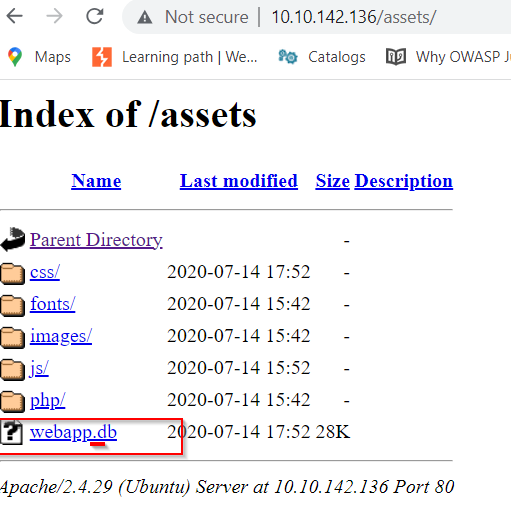 Not secure | 10.10.142.136/assets/
Maps Learning path | We... Catalogs Why OWASP Ju
Index of /assets
Name Last modified Size Description
Parent Directory -
css/ 2020-07-14 17:52 -
fonts/ 2020-07-14 15:42 -
images/ 2020-07-14 15:42 -
js/ 2020-07-14 15:52 -
php/ 2020-07-14 15:42 -
webapp.db 2020-07-14 17:52 28K
Apache/2.4.29 (Ubuntu) Server at 10.10.142.136 Port 80